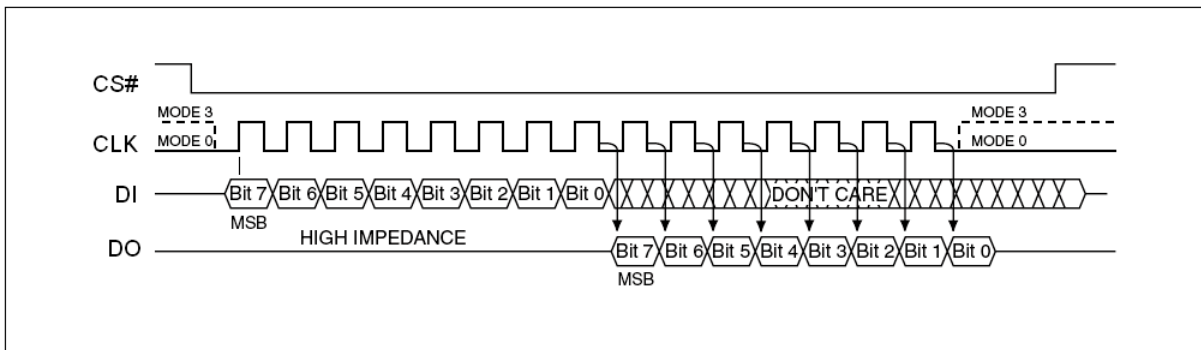 CS#
MODE 3 MODE 3
CLK MODE 0 MODE 0
DI Bit 7 Bit 6 Bit 5 Bit 4 Bit 3 Bit 2 Bit 1 Bit 0 DON'T CARE
MSB
HIGH IMPEDANCE
DO Bit 7 Bit 6 Bit 5 Bit 4 Bit 3 Bit 2 Bit 1 Bit 0
MSB